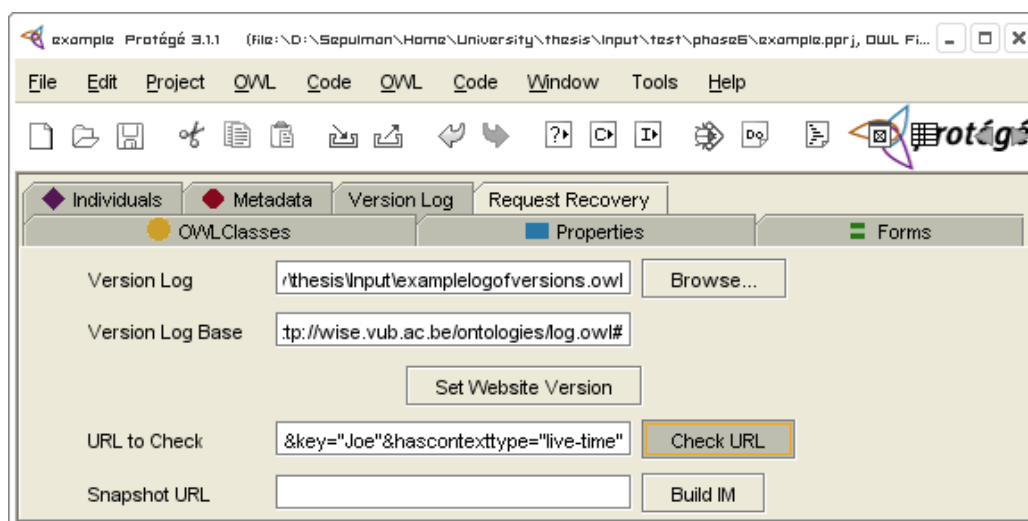 example Protégé 3.1.1 (file:\D:\Sepulman\Home\University\thesis\Input\test\phase6\example.pprj, OWL Fi...
File Edit Project OWL Code OWL Code Window Tools Help
?▸ C▸ I▸ rotégé
Individuals Metadata Version Log Request Recovery
OWLClasses Properties Forms
Version Log /thesis\Input\examplelogofversions.owl Browse...
Version Log Base :tp://wise.vub.ac.be/ontologies/log.owl#
Set Website Version
URL to Check &key="Joe"&hascontexttype="live-time" Check URL
Snapshot URL Build IM